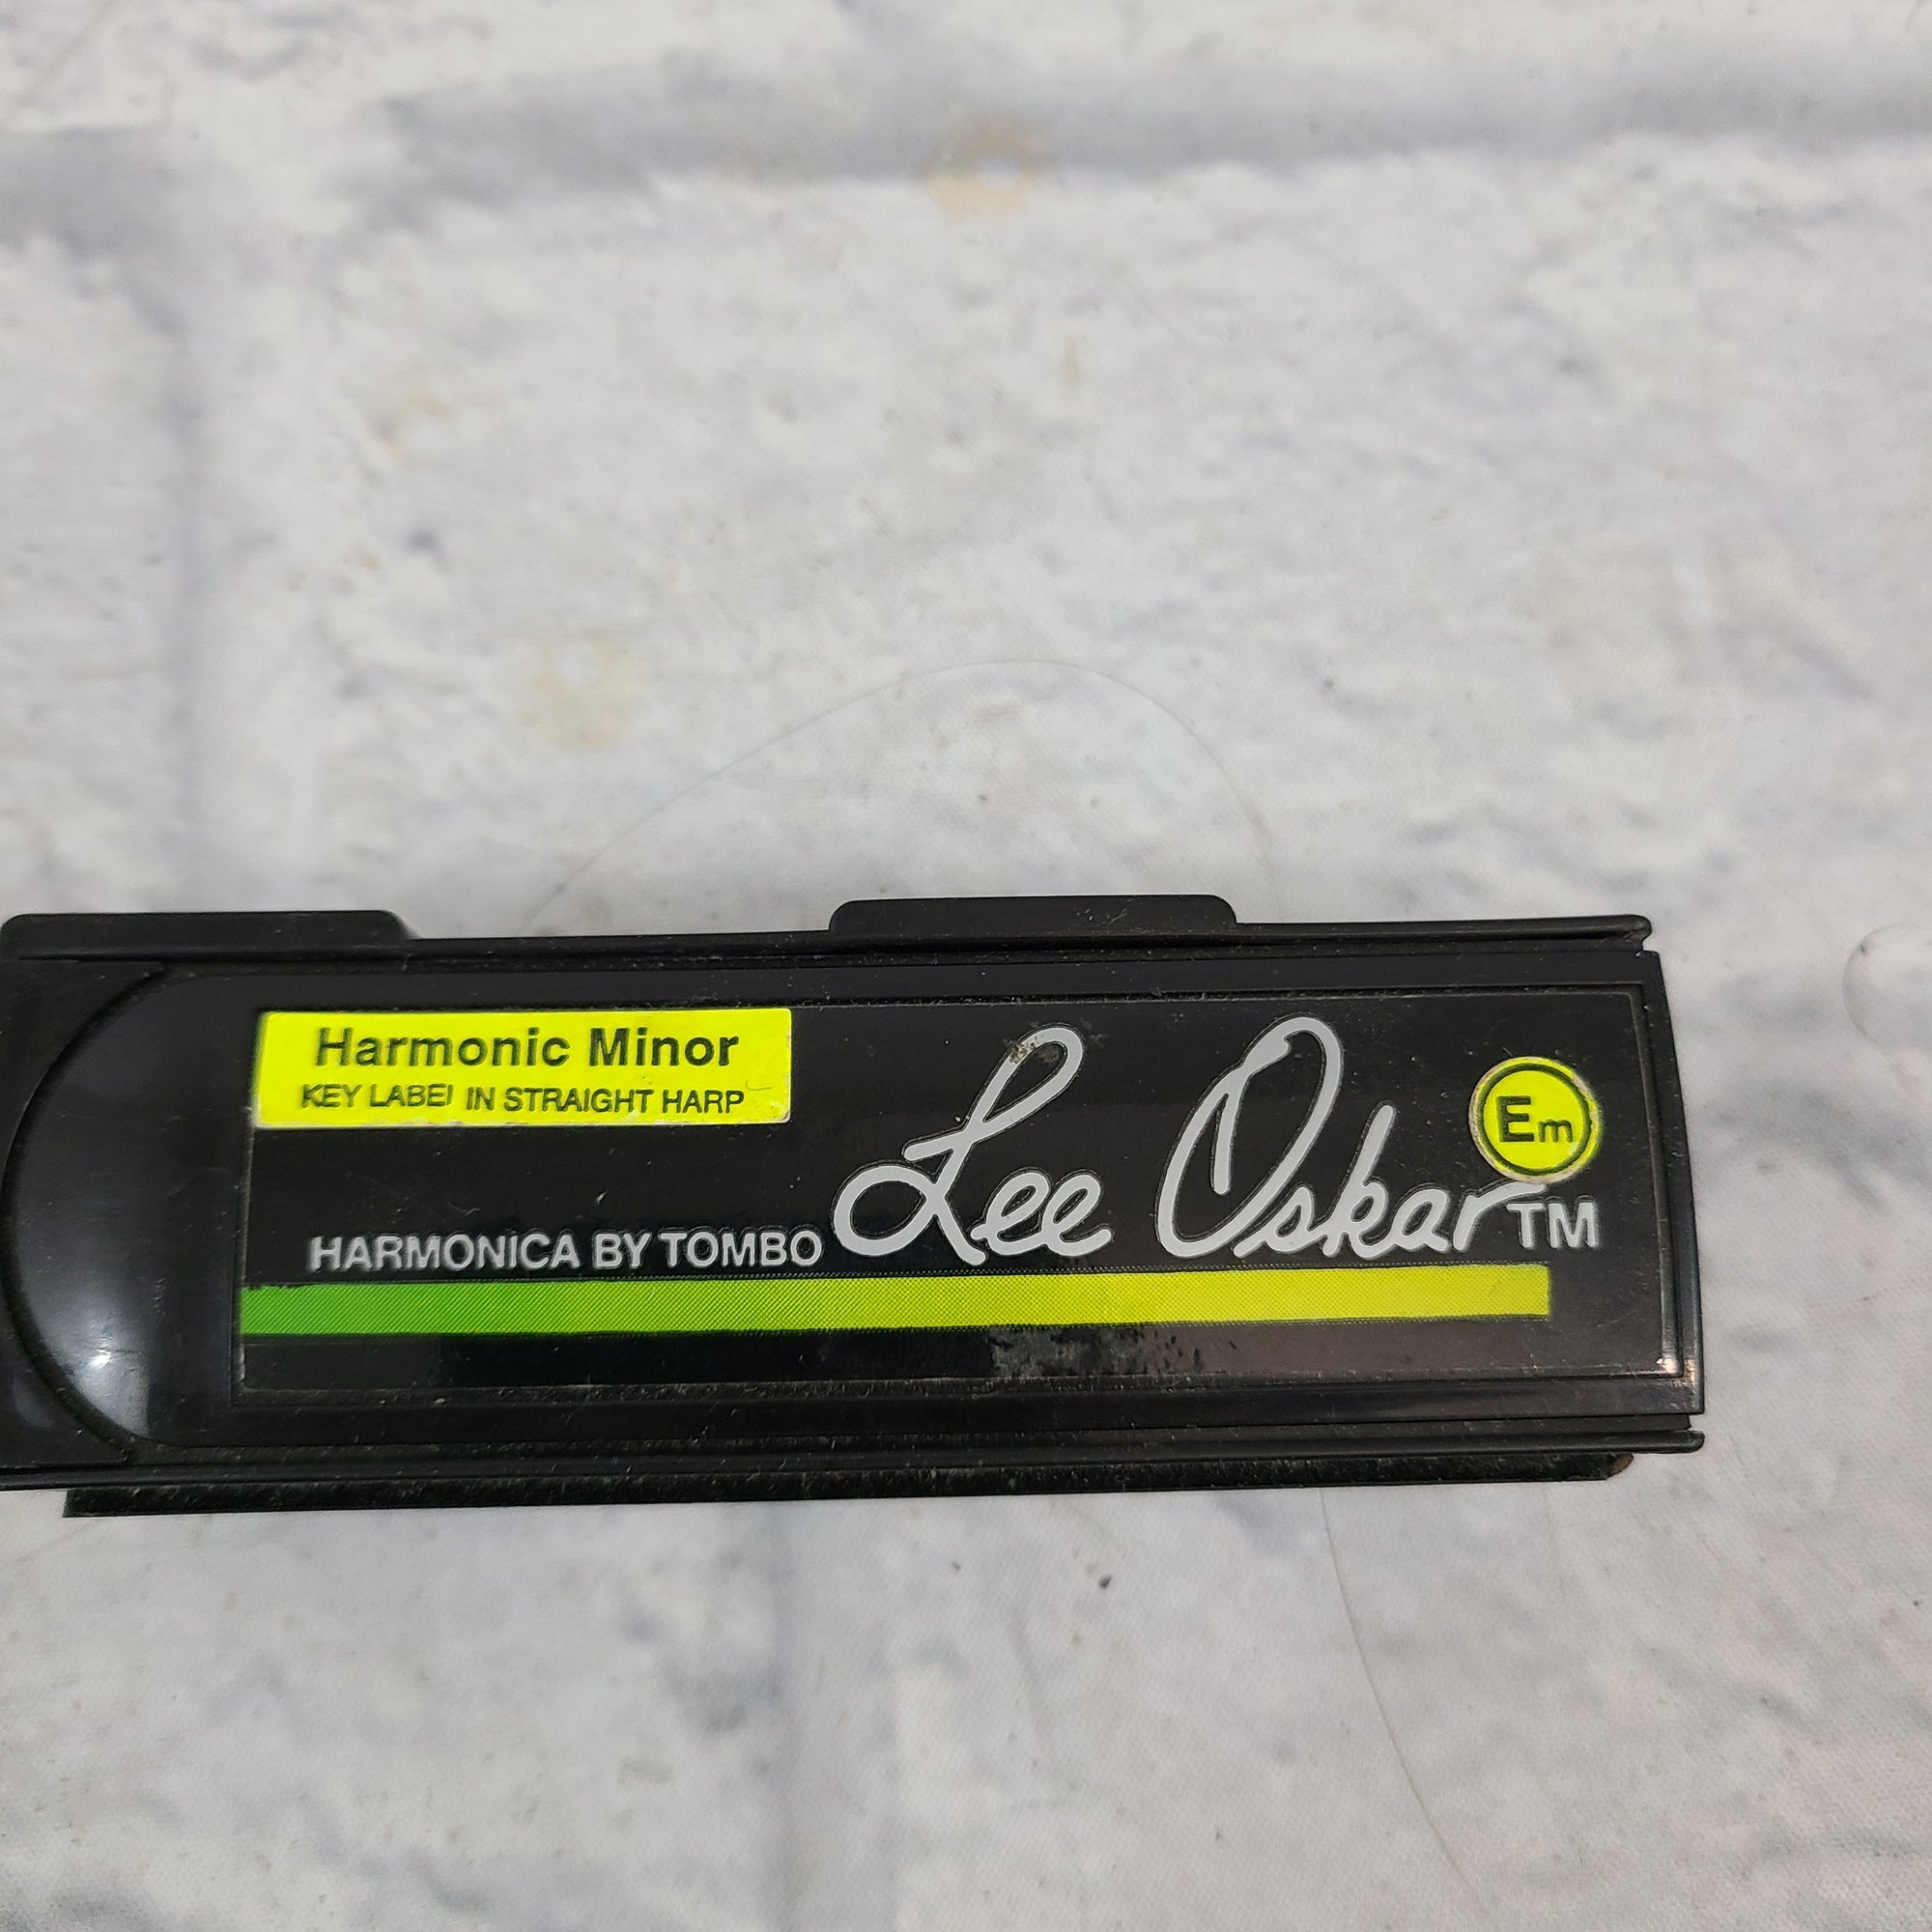 Harmonic Minor
KEY LABEL IN STRAIGHT HARP
Em
HARMONICA BY TOMBO Lee Oskar TM